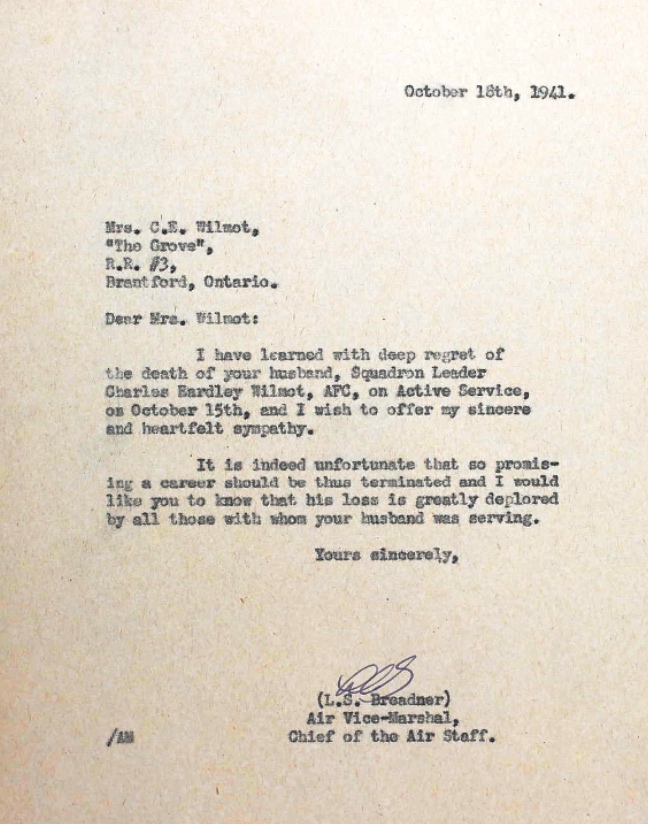 October 18th, 1941.
Mrs. C.E. Wilmot,
"The Grove",
R.R. #3,
Brantford, Ontario.
Dear Mrs. Wilmot:
I have learned with deep regret of
the death of your husband, Squadron Leader
Charles Eardley Wilmot, AFC, on Active Service,
on October 15th, and I wish to offer my sincere
and heartfelt sympathy.
It is indeed unfortunate that so promis-
ing a career should be thus terminated and I would
like you to know that his loss is greatly deplored
by all those with whom your husband was serving.
Yours sincerely,
(L.S. Breadner)
Air Vice-Marshal,
Chief of the Air Staff.
/AM